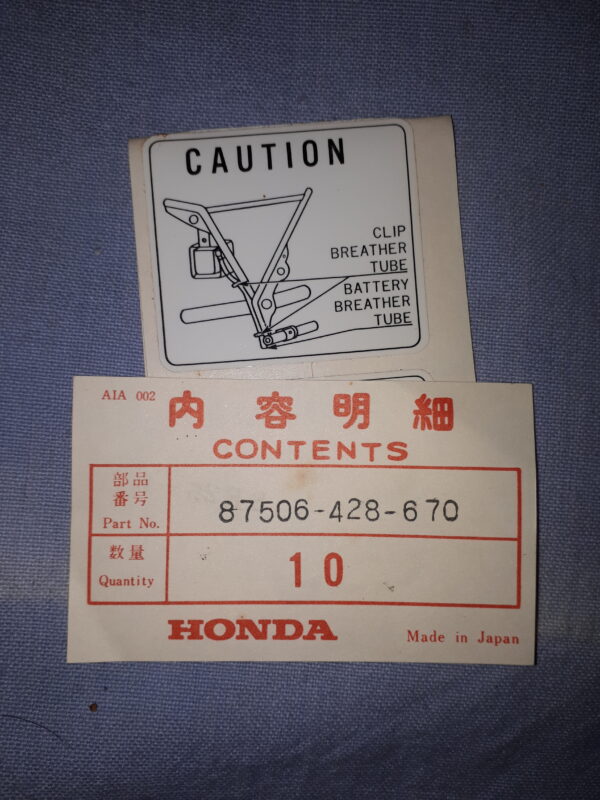 CAUTION
CLIP
BREATHER
TUBE
BATTERY
BREATHER
TUBE
AIA 002
内容明細
CONTENTS
部品
番号
Part No.
87506-428-670
数量
Quantity
10
HONDA
Made in Japan